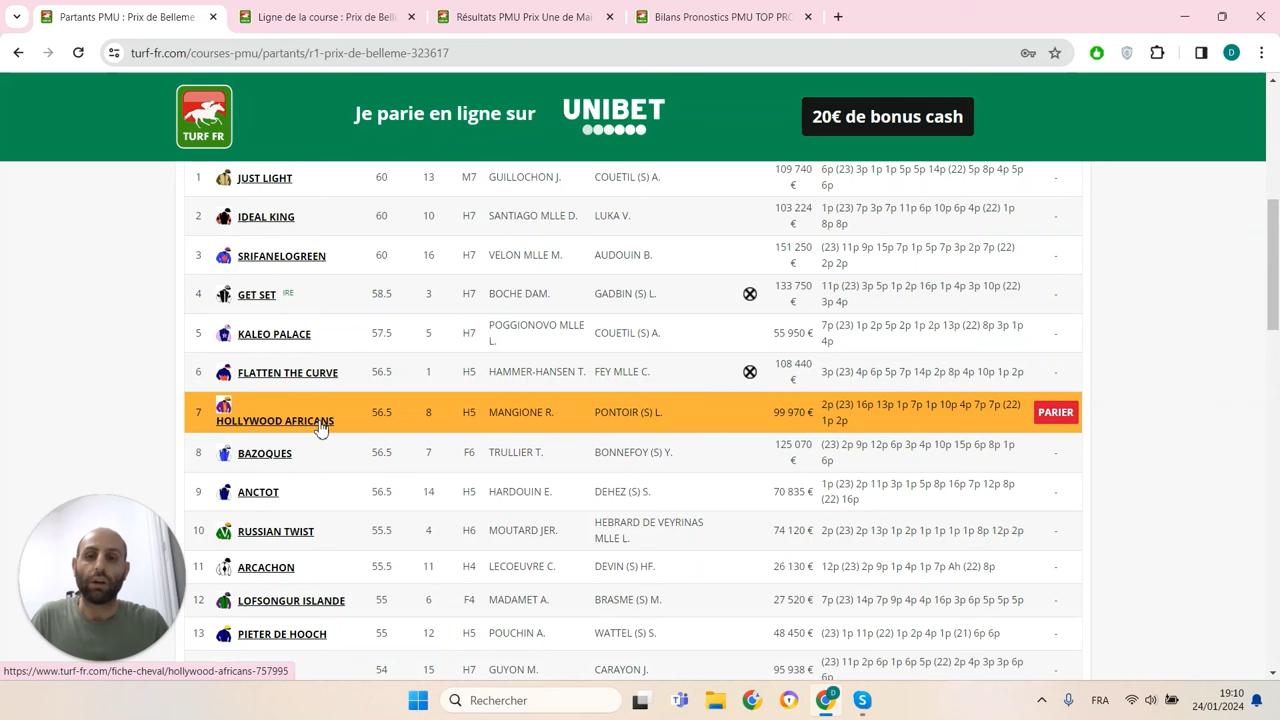 Partants PMU : Prix de Belleme
Ligne de la course : Prix de Bell
Résultats PMU Prix Une de Mai
Bilans Pronostics PMU TOP PRO
turf-fr.com/courses-pmu/partants/r1-prix-de-belleme-323617
D
TURF FR
Je parie en ligne sur
UNIBET
20€ de bonus cash
1 JUST LIGHT 60 13 M7 GUILLOCHON J. COUETIL (S) A. 109 740 € 6p (23) 3p 1p 1p 5p 5p 14p (22) 5p 8p 4p 5p 6p -
2 IDEAL KING 60 10 H7 SANTIAGO MLLE D. LUKA V. 103 224 € 1p (23) 7p 3p 7p 11p 6p 10p 6p 4p (22) 1p 8p 8p -
3 SRIFANELOGREEN 60 16 H7 VELON MLLE M. AUDOUIN B. 151 250 € (23) 11p 9p 15p 7p 1p 5p 7p 3p 2p 7p (22) 2p 2p -
4 GET SET IRE 58.5 3 H7 BOCHE DAM. GADBIN (S) L. 133 750 € 11p (23) 3p 5p 1p 2p 16p 1p 4p 3p 10p (22) 3p 4p -
5 KALEO PALACE 57.5 5 H7 POGGIONOVO MLLE L. COUETIL (S) A. 55 950 € 7p (23) 1p 2p 5p 2p 2p 2p 13p (22) 8p 3p 1p 4p -
6 FLATTEN THE CURVE 56.5 1 H5 HAMMER-HANSEN T. FEY MLLE C. 108 440 € 3p (23) 4p 6p 5p 7p 14p 2p 8p 4p 10p 1p 2p -
7 HOLLYWOOD AFRICANS 56.5 8 H5 MANGIONE R. PONTOIR (S) L. 99 970 € 2p (23) 16p 13p 1p 7p 1p 10p 4p 7p 7p (22) 1p 2p PARIER
8 BAZOQUES 56.5 7 F6 TRULLIER T. BONNEFOY (S) Y. 125 070 € (23) 2p 9p 12p 6p 3p 4p 10p 15p 6p 8p 1p 6p -
9 ANCTOT 56.5 14 H5 HARDOUIN E. DEHEZ (S) S. 70 835 € 1p (23) 2p 11p 3p 1p 5p 8p 16p 7p 12p 8p (22) 16p -
10 RUSSIAN TWIST 55.5 4 H6 MOUTARD JER. HEBRARD DE VEYRINAS MLLE L. 74 120 € 2p (23) 2p 13p 1p 2p 1p 1p 1p 1p 8p 12p 2p -
11 ARCACHON 55.5 11 H4 LECOEUVRE C. DEVIN (S) HF. 26 130 € 12p (23) 2p 9p 1p 4p 1p 7p Ah (22) 8p -
12 LOFSONGUR ISLANDE 55 6 F4 MADAMET A. BRASME (S) M. 27 520 € 7p (23) 14p 7p 9p 4p 4p 16p 3p 6p 5p 5p 5p -
13 PIETER DE HOOCH 55 12 H5 POUCHIN A. WATTEL (S) S. 48 450 € (23) 1p 11p (22) 1p 2p 4p 1p (21) 6p 6p -
54 15 H7 GUYON M. CARAYON J. 95 938 € (23) 11p 2p 6p 1p 6p 5p (22) 2p 4p 3p 3p 6p -
https://www.turf-fr.com/fiche-cheval/hollywood-africans-757995
Rechercher
FRA
19:10
24/01/2024